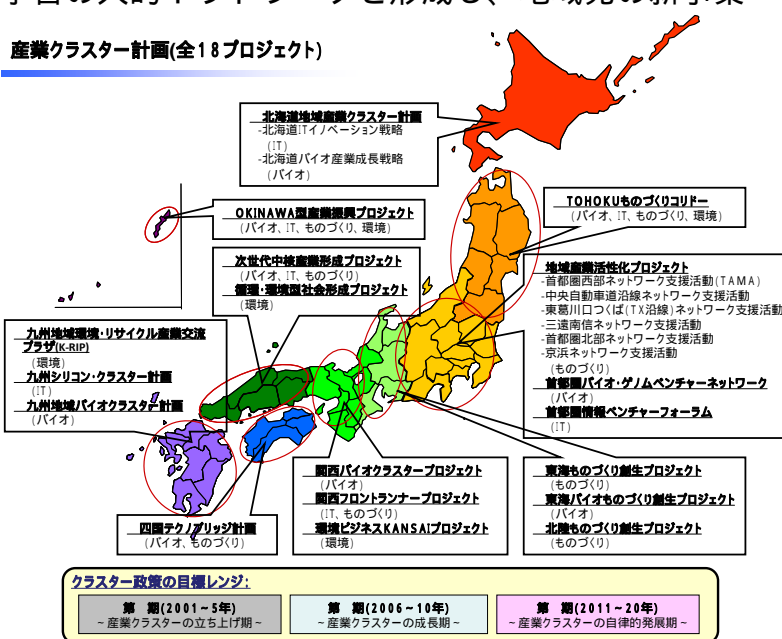 産業クラスター計画(全18プロジェクト)
北海道地域産業クラスター計画
-北海道ITイノベーション戦略
(IT)
-北海道バイオ産業成長戦略
(バイオ)
OKINAWA型産業振興プロジェクト
(バイオ、IT、ものづくり、環境)
TOHOKUものづくりコリドー
(バイオ、IT、ものづくり、環境)
次世代中核産業形成プロジェクト
(バイオ、IT、ものづくり)
循環・環境型社会形成プロジェクト
(環境)
地域産業活性化プロジェクト
-首都圏西部ネットワーク支援活動(TAMA)
-中央自動車道沿線ネットワーク支援活動
-東葛川口つくば(TX沿線)ネットワーク支援活動
-三遠南信ネットワーク支援活動
-首都圏北部ネットワーク支援活動
-京浜ネットワーク支援活動
(ものづくり)
首都圏バイオ・ゲノムベンチャーネットワーク
(バイオ)
首都圏情報ベンチャーフォーラム
(IT)
九州地域環境・リサイクル産業交流
プラザ(K-RIP)
(環境)
九州シリコン・クラスター計画
(IT)
九州地域バイオクラスター計画
(バイオ)
四国テクノブリッジ計画
(バイオ、ものづくり)
関西バイオクラスタープロジェクト
(バイオ)
関西フロントランナープロジェクト
(IT、ものづくり)
環境ビジネスKANSAIプロジェクト
(環境)
東海ものづくり創生プロジェクト
(ものづくり)
東海バイオものづくり創生プロジェクト
(バイオ)
北陸ものづくり創生プロジェクト
(ものづくり)
クラスター政策の目標レンジ:
第 期(2001~5年)
~産業クラスターの立ち上げ期~
第 期(2006~10年)
~産業クラスターの成長期~
第 期(2011~20年)
~産業クラスターの自律的発展期~